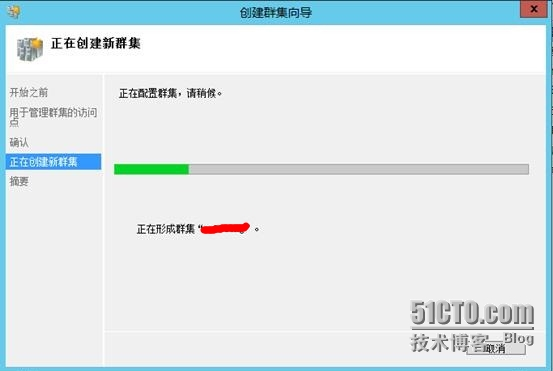 创建群集向导
x
正在创建新群集
开始之前
用于管理群集的访问
点
确认
正在创建新群集
摘要
正在配置群集，请稍候。
正在形成群集“ 。
51CTO.com
技术博客 Blog
取消